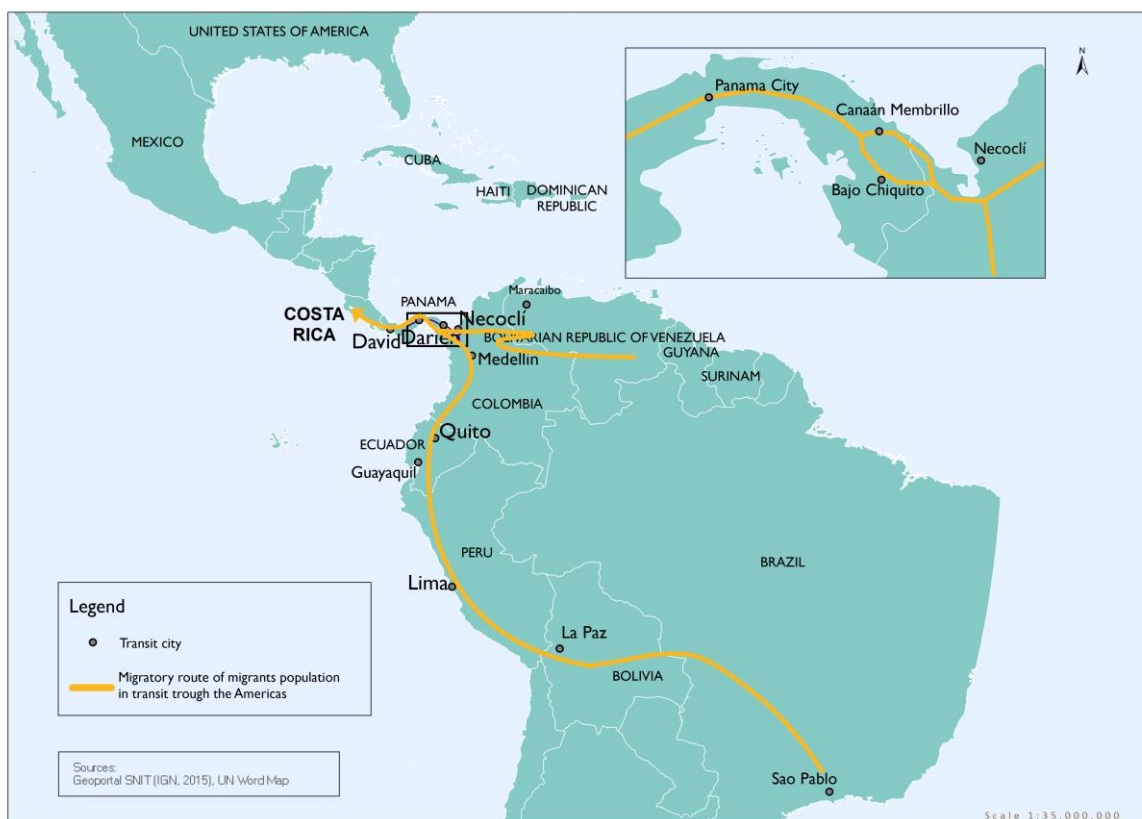 UNITED STATES OF AMERICA
MEXICO
CUBA
HAITI
DOMINICAN
REPUBLIC
N
Panama City
Canaán Membrillo
Necoclí
Bajo Chiquito
PANAMA
Maracaibo
COSTA
RICA
David
Darien
Necoclí
BOLIVARIAN REPUBLIC OF VENEZUELA
GUYANA
SURINAM
Medellin
COLOMBIA
Quito
ECUADOR
Guayaquil
PERU
BRAZIL
Lima
La Paz
BOLIVIA
Sao Pablo
Legend
Transit city
Migratory route of migrants population
in transit trough the Americas
Sources:
Geoportal SNIT (IGN, 2015), UN Word Map
Scale 1:35.000.000